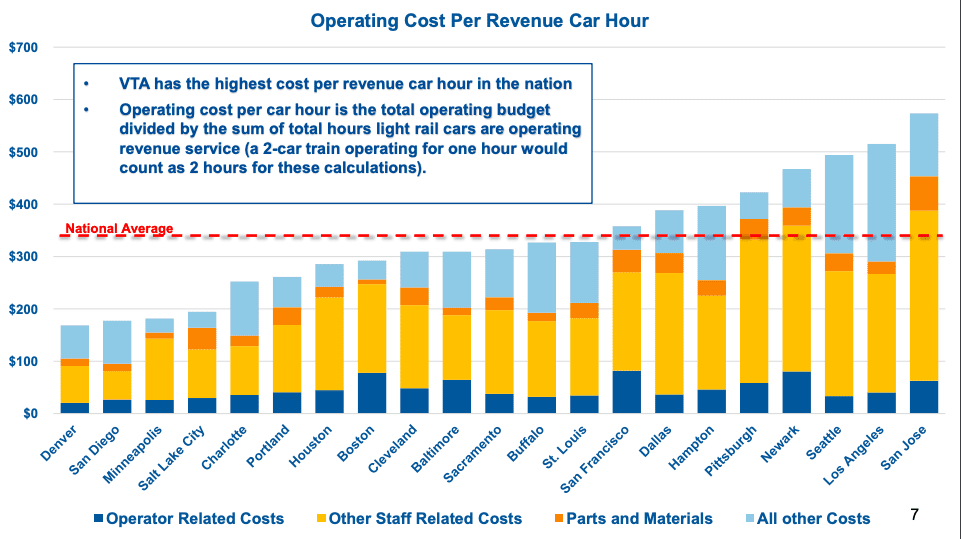 Operating Cost Per Revenue Car Hour
$700
$600
$500
$400
$300
$200
$100
$0
• VTA has the highest cost per revenue car hour in the nation
• Operating cost per car hour is the total operating budget
divided by the sum of total hours light rail cars are operating
revenue service (a 2-car train operating for one hour would
count as 2 hours for these calculations).
National Average
Denver
San Diego
Minneapolis
Salt Lake City
Charlotte
Portland
Houston
Boston
Cleveland
Baltimore
Sacramento
Buffalo
St. Louis
San Francisco
Dallas
Hampton
Pittsburgh
Newark
Seattle
Los Angeles
San Jose
Operator Related Costs
Other Staff Related Costs
Parts and Materials
All other Costs
7